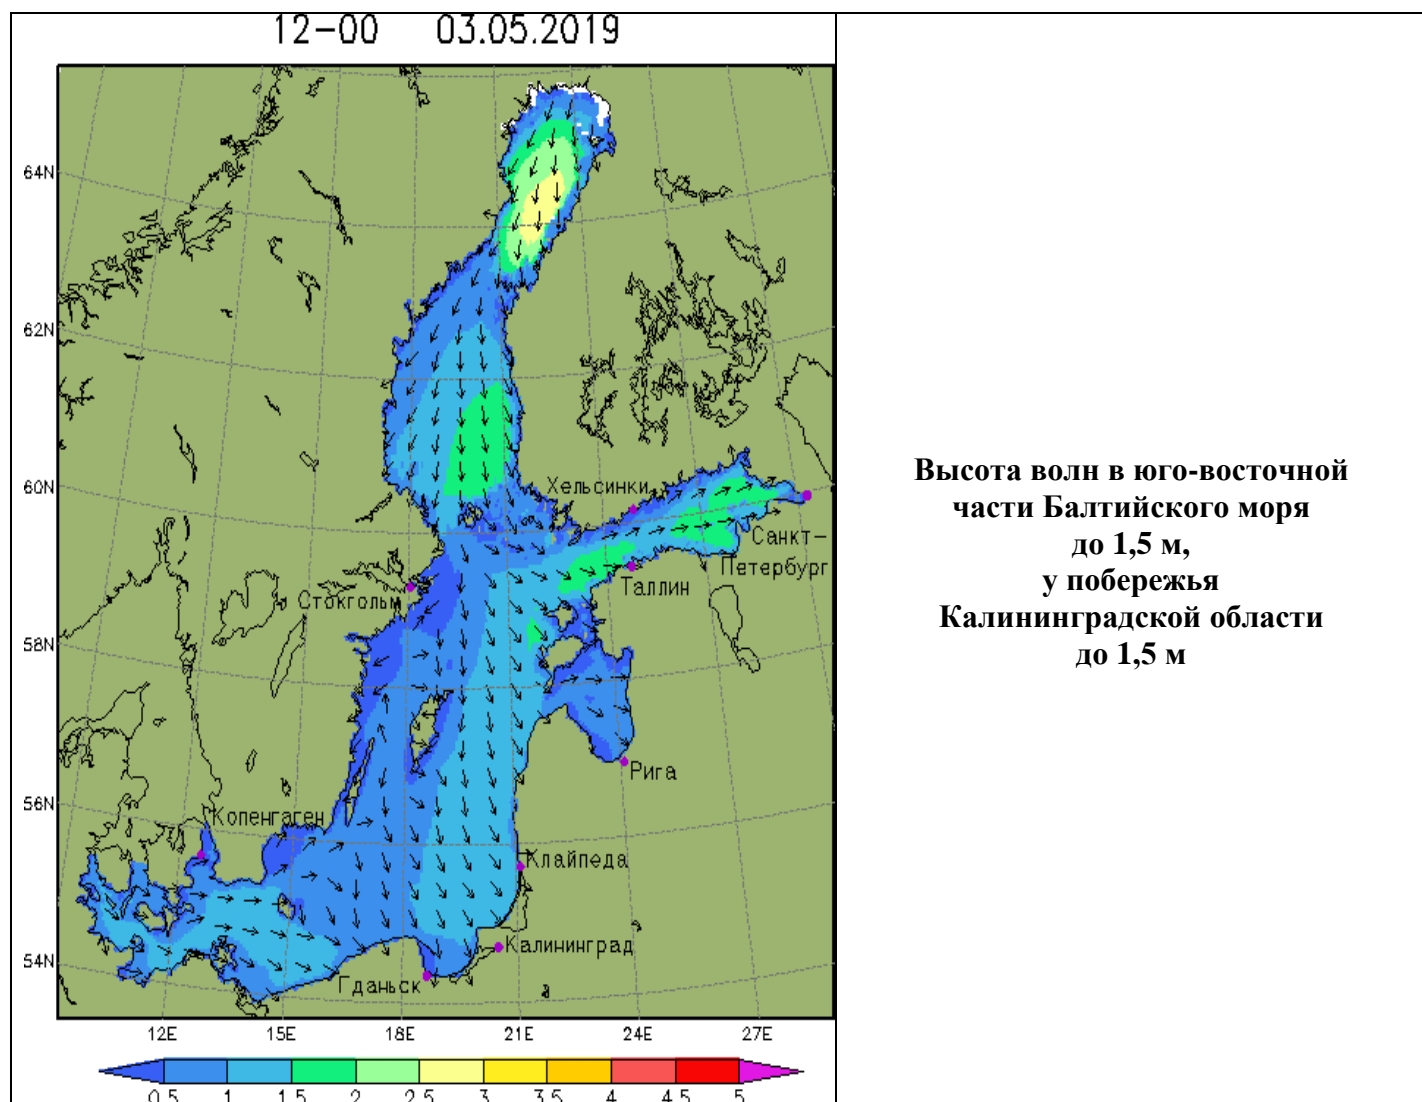 12-00 03.05.2019
64N
62N
60N
58N
56N
54N
Хельсинки
Санкт-
Петербург
Таллин
Стокгольм
Рига
Копенгаген
Клайпеда
Калининград
Гданьск
12E 15E 18E 21E 24E 27E
0.5 1 1.5 2 2.5 3 3.5 4 4.5 5
Высота волн в юго-восточной
части Балтийского моря
до 1,5 м,
у побережья
Калининградской области
до 1,5 м